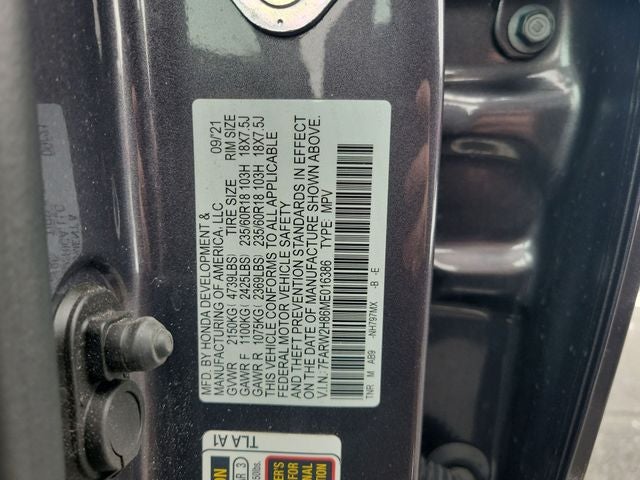 MFD. BY HONDA DEVELOPMENT &
MANUFACTURING OF AMERICA, LLC 09/21
GVWR 2150KG( 4739LBS) TIRE SIZE RIM SIZE
GAWR F 1100KG( 2425LBS) 235/60R18 103H 18X7.5J
GAWR R 1075KG( 2369LBS) 235/60R18 103H 18X7.5J
THIS VEHICLE CONFORMS TO ALL APPLICABLE
FEDERAL MOTOR VEHICLE SAFETY
AND THEFT PREVENTION STANDARDS IN EFFECT
ON THE DATE OF MANUFACTURE SHOWN ABOVE.
V.I.N.: 7FARW2H86ME016386 TYPE: MPV
TNR M AB9 -NH797MX -B -E
TLA A1